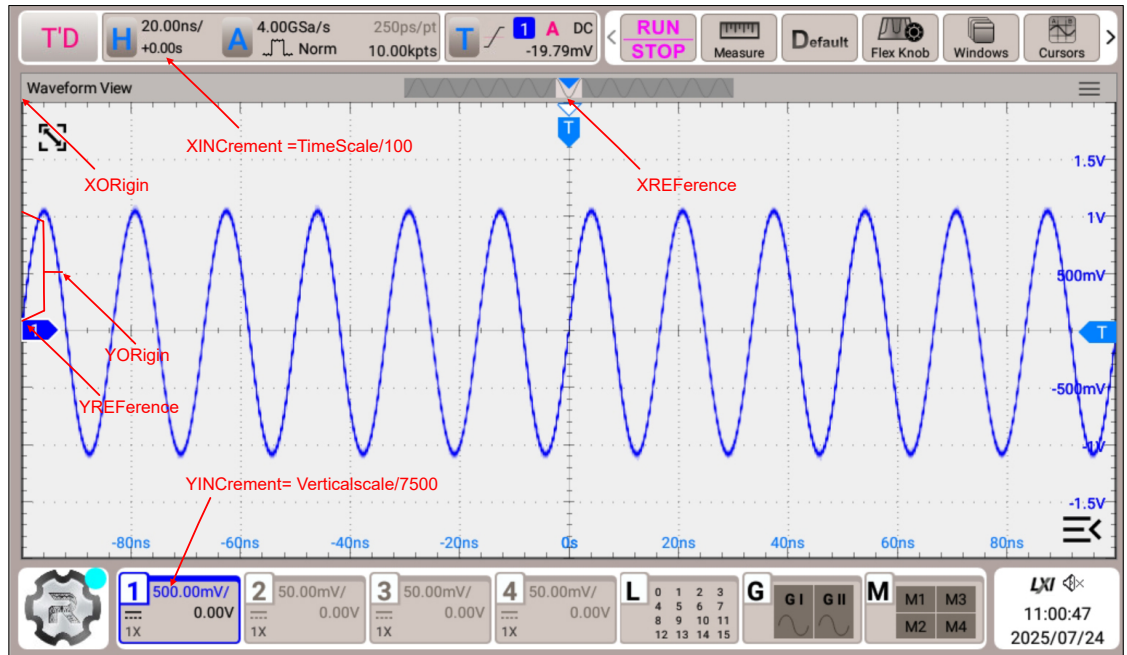 T'D
H
20.00ns/
+0.00s
A
4.00GSa/s
Norm
250ps/pt
10.00kpts
T
1 A DC
-19.79mV
<
RUN
STOP
Measure
Default
Flex Knob
Windows
Cursors
>
Waveform View
T
XINCrement =TimeScale/100
XORigin
XREFerence
1.5V
1V
500mV
1
T
YORigin
YREFerence
-500mV
-1V
YINCrement= Verticalscale/7500
-1.5V
-80ns
-60ns
-40ns
-20ns
0s
20ns
40ns
60ns
80ns
R
1
500.00mV/
0.00V
1X
2
50.00mV/
0.00V
1X
3
50.00mV/
0.00V
1X
4
50.00mV/
0.00V
1X
L
0 1 2 3
4 5 6 7
8 9 10 11
12 13 14 15
G
G I
G II
M
M1 M3
M2 M4
LXI
11:00:47
2025/07/24